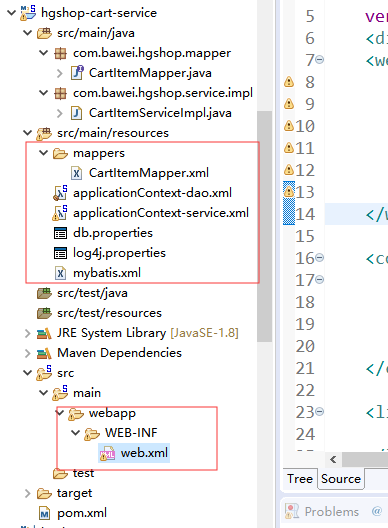 hgshop-cart-service
src/main/java
com.bawei.hgshop.mapper
CartItemMapper.java
com.bawei.hgshop.service.impl
CartServiceImpl.java
src/main/resources
mappers
CartItemMapper.xml
applicationContext-dao.xml
applicationContext-service.xml
db.properties
log4j.properties
mybatis.xml
src/test/java
src/test/resources
JRE System Library [JavaSE-1.8]
Maven Dependencies
src
main
webapp
WEB-INF
web.xml
test
target
pom.xml
5 ver
6 <di
7 <we
8
9
10
11
12
13
14 </w
15
16 <co
17
18
19
20
21 </c
22
23 <li
24
Tree Source
Problems @